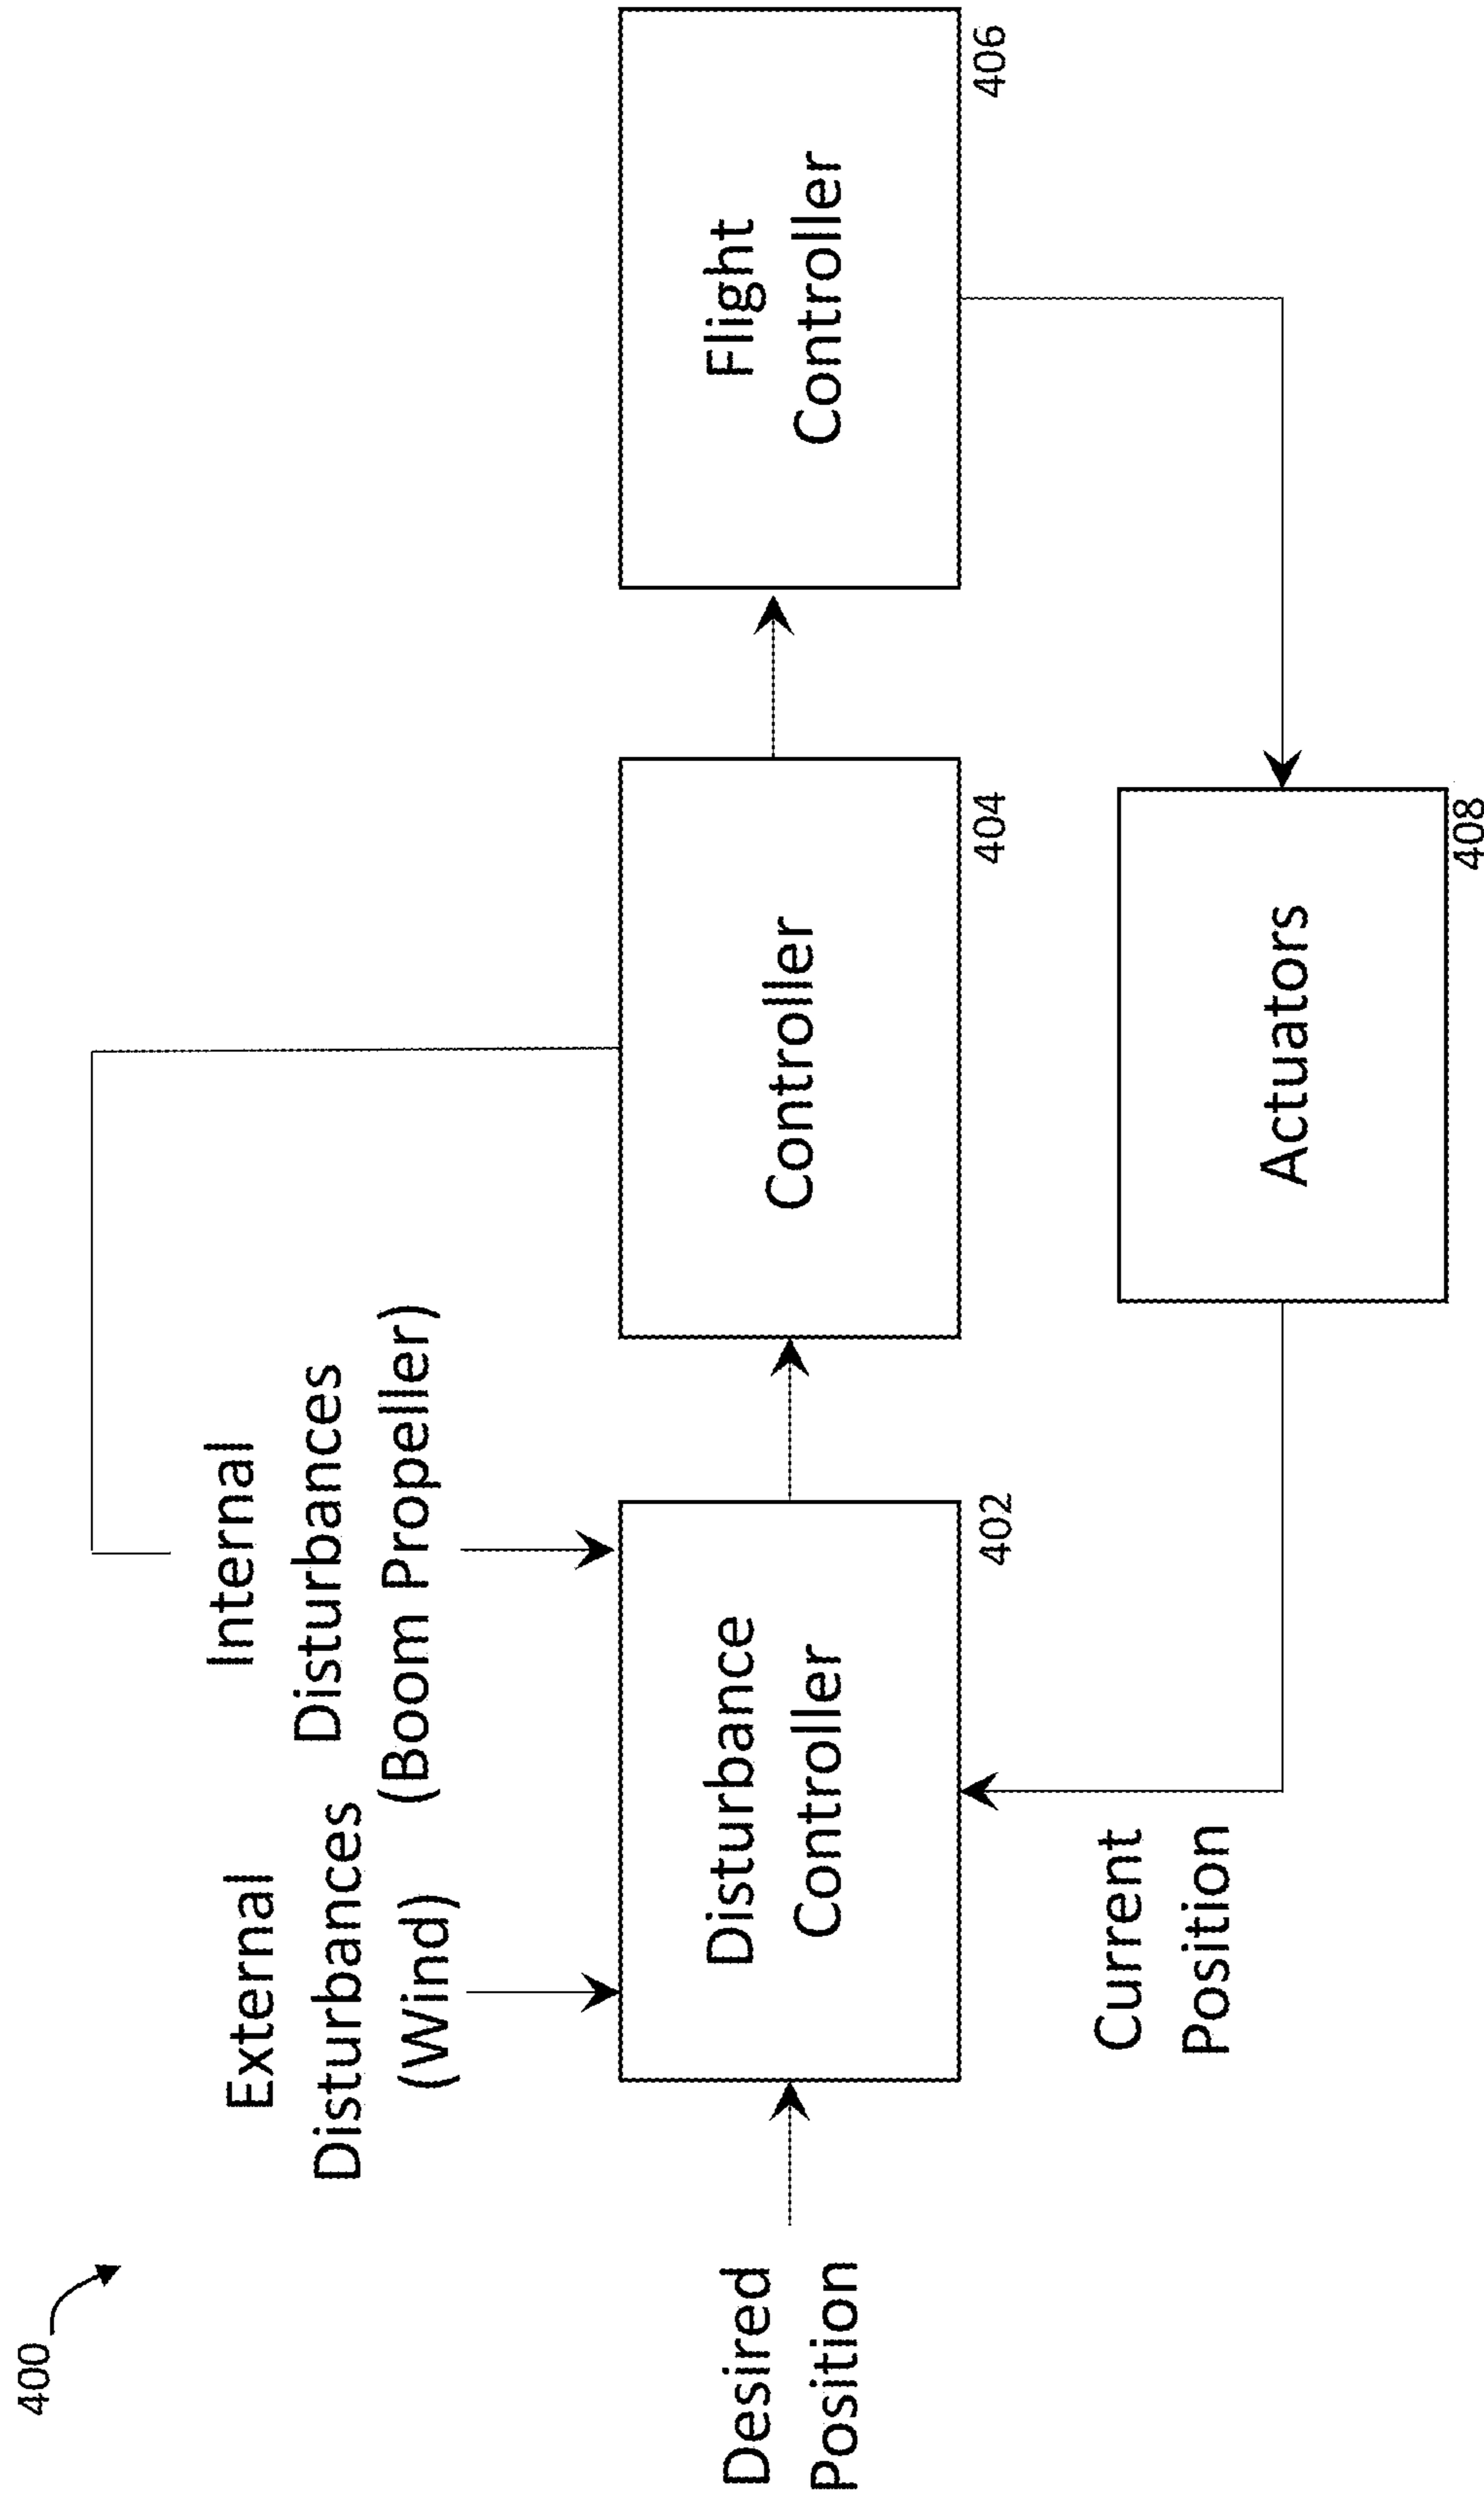 400
External
Disturbances
(Wind)
Internal
Disturbances
(Boom Propeller)
Desired
Position
Disturbance
Controller
402
Controller
404
Flight
Controller
406
Current
Position
Actuators
408